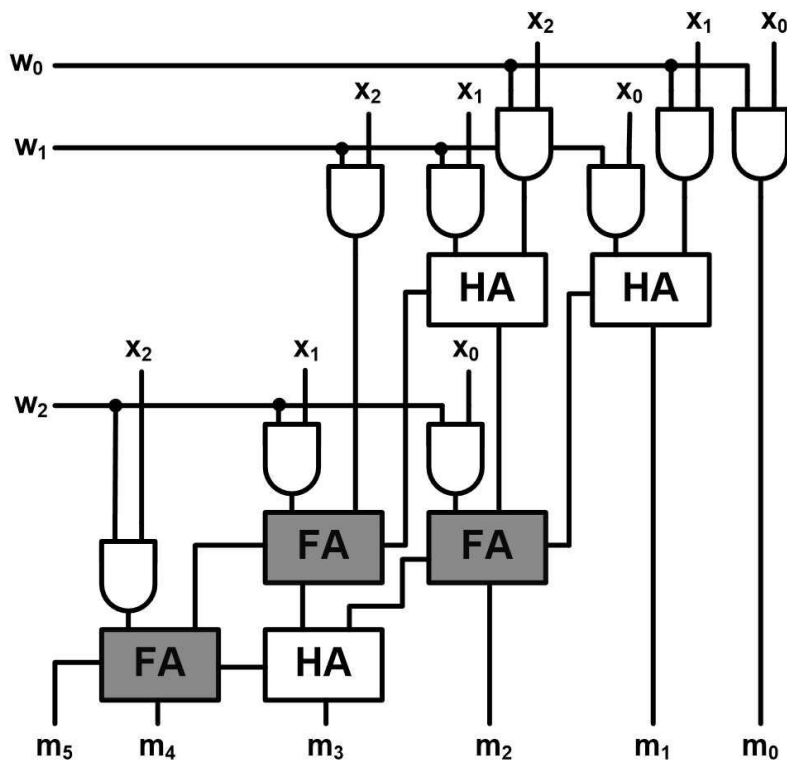 x₂ x₁ x₀
w₀
x₂ x₁ x₀
w₁
HA HA
x₂ x₁ x₀
w₂
FA FA
FA HA
m₅ m₄ m₃ m₂ m₁ m₀